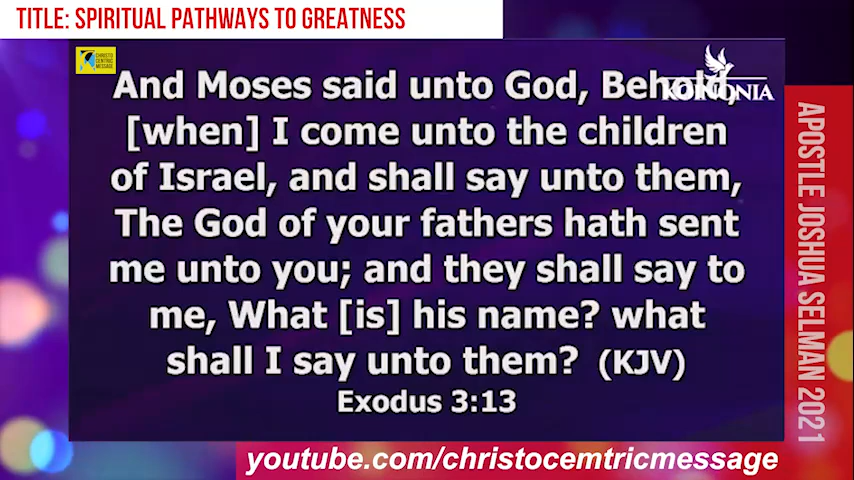 TITLE: SPIRITUAL PATHWAYS TO GREATNESS
CHRISTO
CENTRIC
MESSAGE
KOINONIA
And Moses said unto God, Behold,
[when] I come unto the children
of Israel, and shall say unto them,
The God of your fathers hath sent
me unto you; and they shall say to
me, What [is] his name? what
shall I say unto them? (KJV)
Exodus 3:13
APOSTLE JOSHUA SELMAN 2021
youtube.com/christocemtricmessage